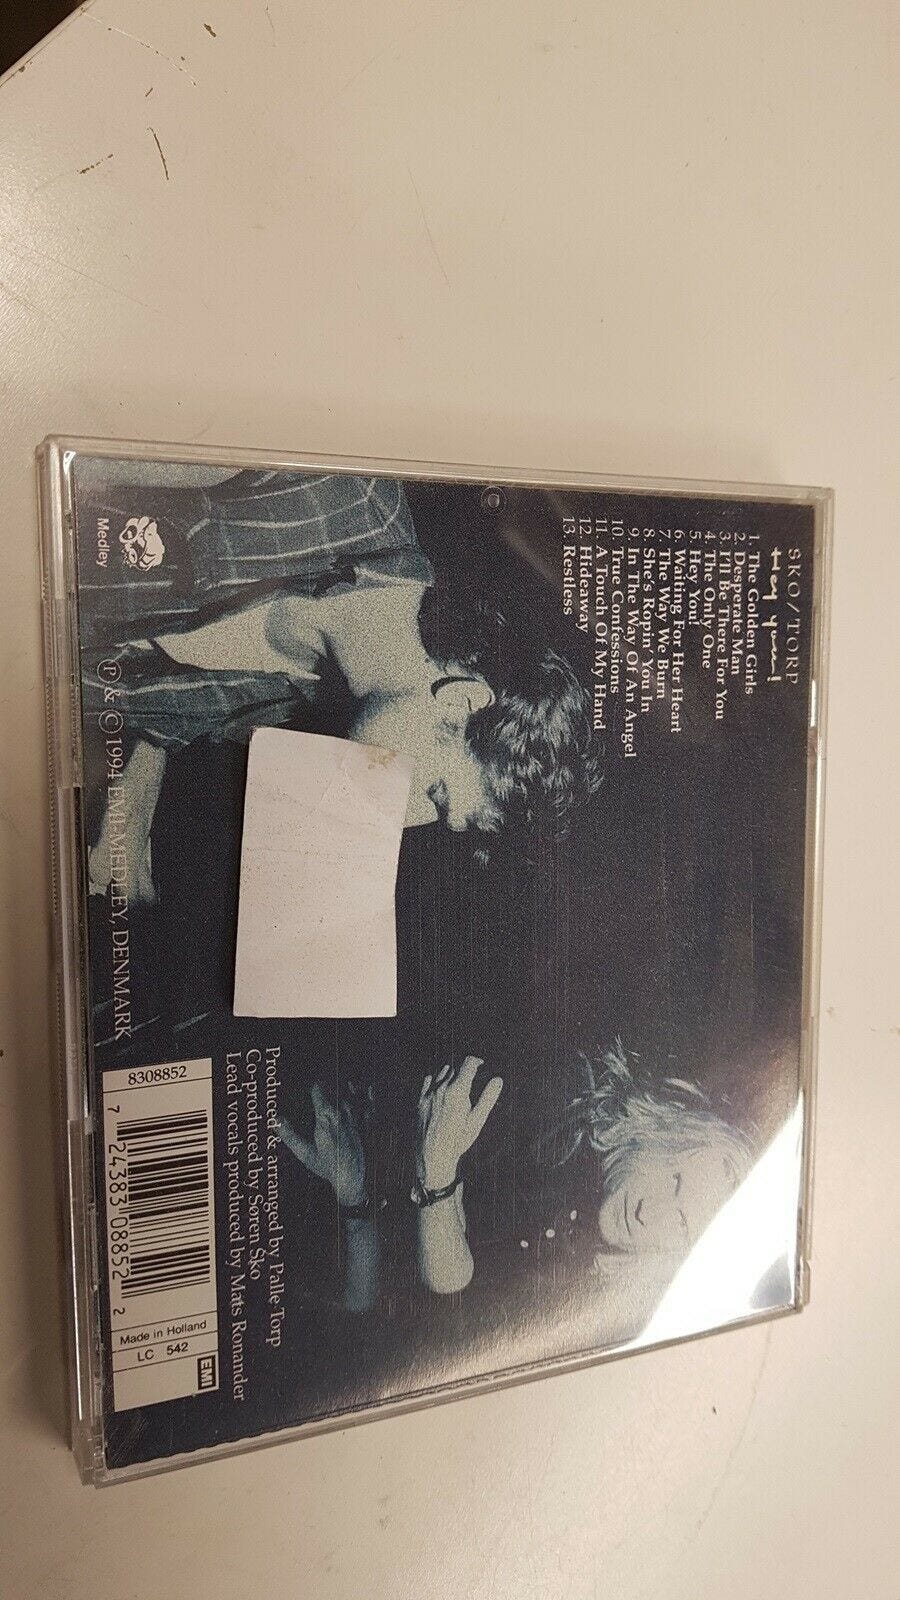 SKO/TORP
Hey you!
1. The Golden Girls
2. Desperate Man
3. I'll Be There For You
4. The Only One
5. Hey You!
6. Waiting For Her Heart
7. The Way We Burn
8. She's Ropin' You In
9. In The Way Of An Angel
10. True Confessions
11. A Touch Of My Hand
12. Hideaway
13. Restless
Produced & arranged by Palle Torp
Co-produced by Søren Sko
Lead vocals produced by Mats Ronander
Medley
℗ & © 1994 EMI-MEDLEY, DENMARK
8308852
7 24383 08852 2
Made in Holland
LC 542
EMI